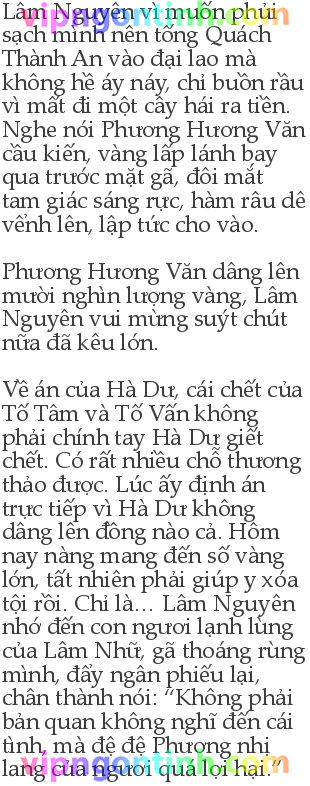 Lâm Nguyên vì muốn phủi
sạch mình nên tống Quách
Thành An vào đại lao mà
không hề áy náy, chỉ buồn rầu
vì mất đi một cây hái ra tiền.
Nghe nói Phương Hương Văn
cầu kiến, vàng lấp lánh bay
qua trước mặt gã, đôi mắt
tam giác sáng rực, hàm râu dê
vểnh lên, lập tức cho vào.
Phương Hương Văn dâng lên
mười nghìn lượng vàng, Lâm
Nguyên vui mừng suýt chút
nữa đã kêu lớn.
Về án của Hà Dư, cái chết của
Tố Tâm và Tố Vấn không
phải chính tay Hà Dư giết
chết. Có rất nhiều chỗ thương
thảo được. Lúc ấy định án
trực tiếp vì Hà Dư không
dâng lên đồng nào cả. Hôm
nay nàng mang đến số vàng
lớn, tất nhiên phải giúp y xóa
tội rồi. Chỉ là... Lâm Nguyên
nhớ đến con ngươi lạnh lùng
của Lâm Nhữ, gã thoáng rùng
mình, đẩy ngân phiếu lại,
chân thành nói: “Không phải
bản quan không nghĩ đến cái
tình, mà đệ đệ Phương nhị
lang của ngươi quá lợi hại.”
vipngontinh.com